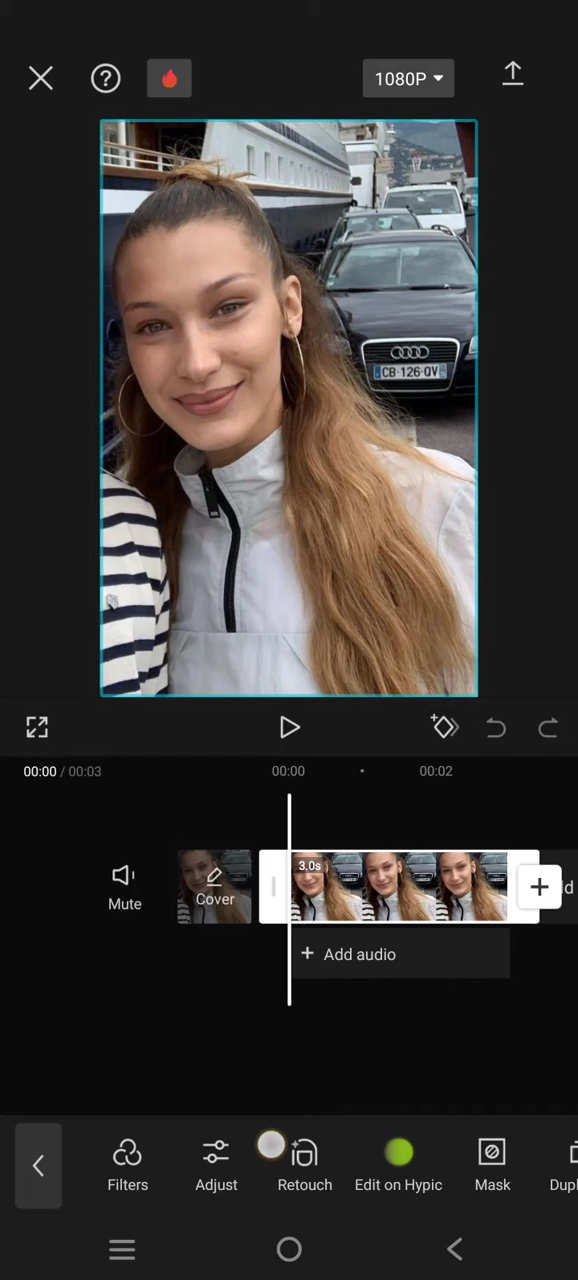 1080P
CB-126-QV
00:00 / 00:03
00:00
00:02
3.0s
Mute
Cover
+ Add audio
Filters
Adjust
Retouch
Edit on Hypic
Mask
Dupl